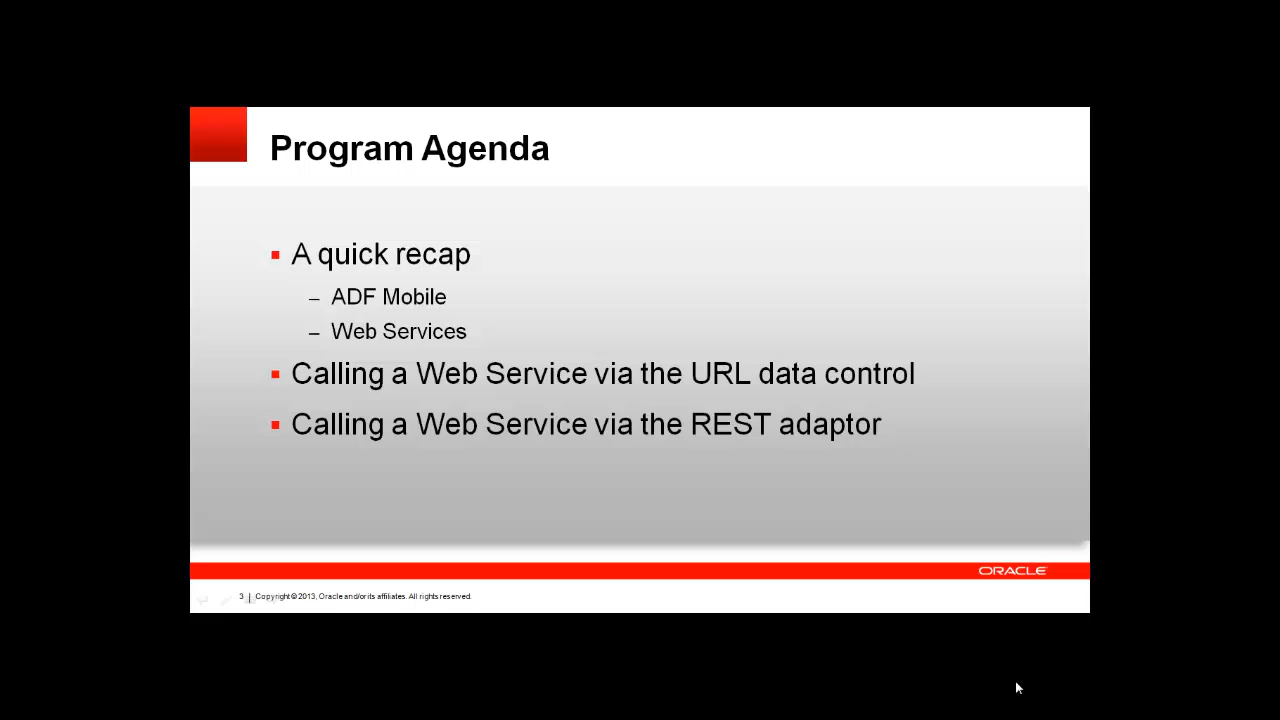 Program Agenda
A quick recap
– ADF Mobile
– Web Services
Calling a Web Service via the URL data control
Calling a Web Service via the REST adaptor
ORACLE
3 | Copyright © 2013, Oracle and/or its affiliates. All rights reserved.